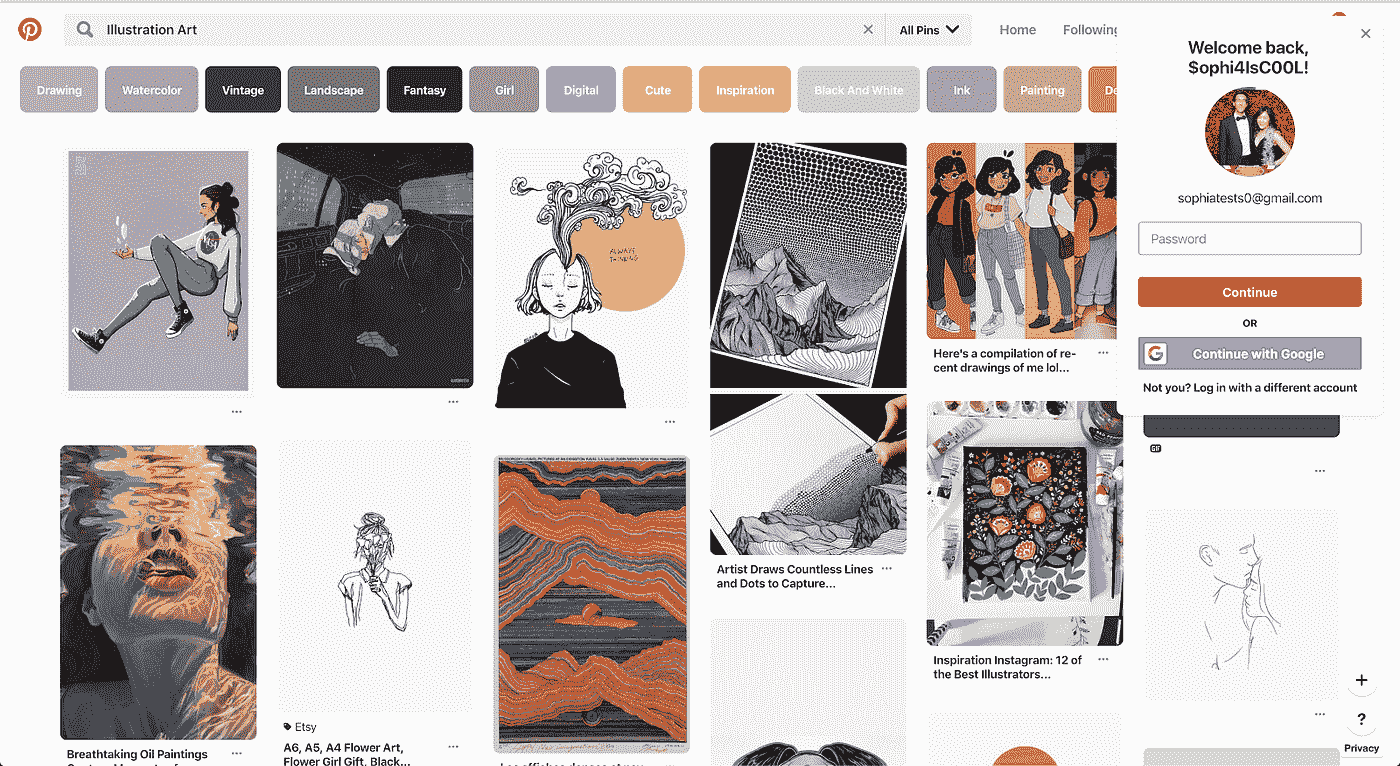 Illustration Art
All Pins
Home
Following
Drawing
Watercolor
Vintage
Landscape
Fantasy
Girl
Digital
Cute
Inspiration
Black And White
Ink
Painting
De
Welcome back,
$ophi4IsC00L!
sophiatests0@gmail.com
Password
Continue
OR
Continue with Google
Not you? Log in with a different account
ALWAYS
THINKING
Here's a compilation of re-
cent drawings of me lol...
GIF
Artist Draws Countless Lines
and Dots to Capture...
Inspiration Instagram: 12 of
the Best Illustrators...
Etsy
A6, A5, A4 Flower Art,
Flower Girl Gift, Black...
Breathtaking Oil Paintings
?
Privacy